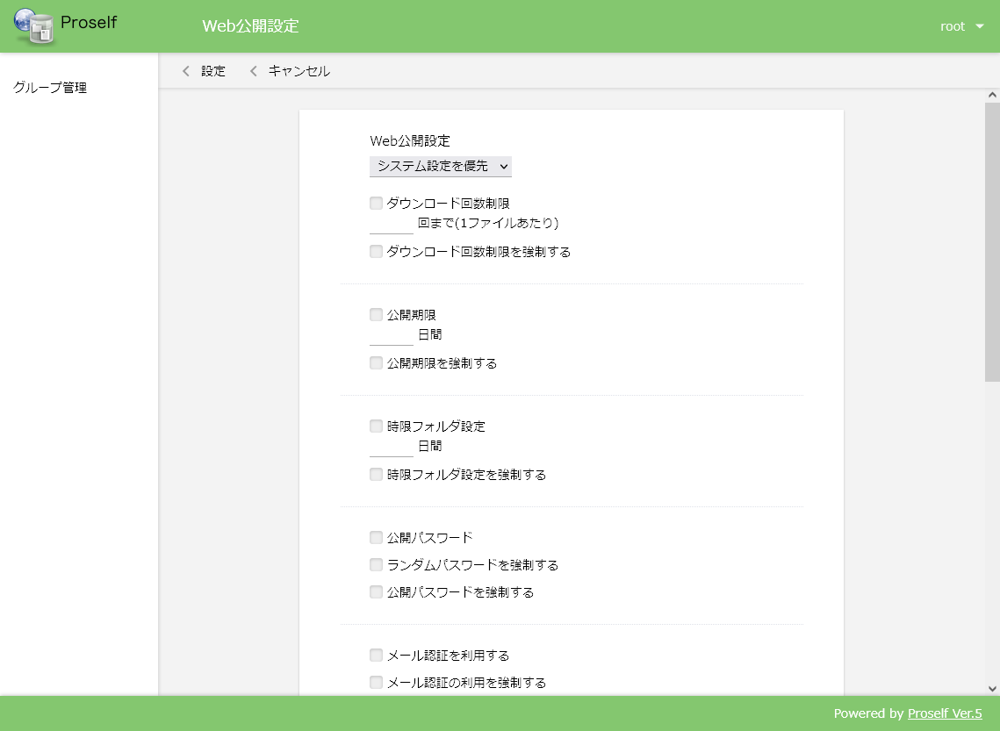 Proself
Web公開設定
root
グループ管理
設定 キャンセル
Web公開設定
システム設定を優先
ダウンロード回数制限
回まで(1ファイルあたり)
ダウンロード回数制限を強制する
公開期限
日間
公開期限を強制する
時限フォルダ設定
日間
時限フォルダ設定を強制する
公開パスワード
ランダムパスワードを強制する
公開パスワードを強制する
メール認証を利用する
メール認証の利用を強制する
Powered by Proself Ver.5